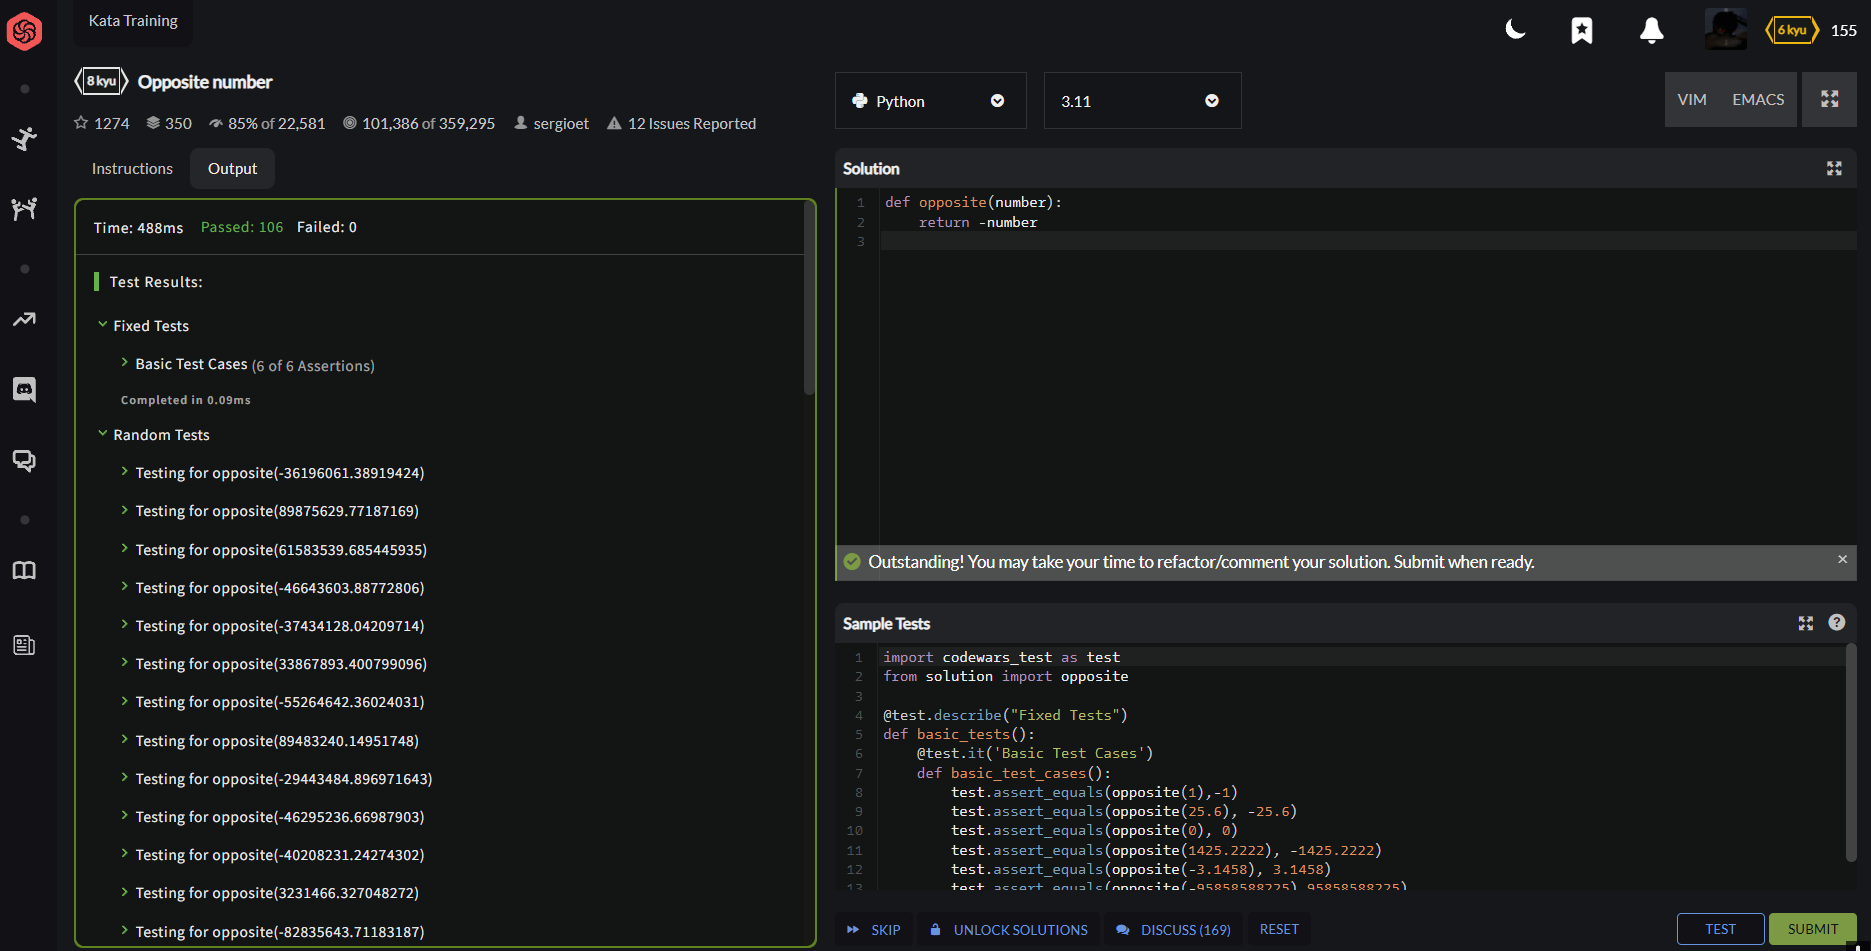 Kata Training
6 kyu 155
8 kyu Opposite number
1274 350 85% of 22,581 101,386 of 359,295 sergioet 12 Issues Reported
Instructions Output
Time: 488ms Passed: 106 Failed: 0
Test Results:
Fixed Tests
Basic Test Cases (6 of 6 Assertions)
Completed in 0.09ms
Random Tests
Testing for opposite(-36196061.38919424)
Testing for opposite(89875629.77187169)
Testing for opposite(61583539.685445935)
Testing for opposite(-46643603.88772806)
Testing for opposite(-37434128.04209714)
Testing for opposite(33867893.400799096)
Testing for opposite(-55264642.36024031)
Testing for opposite(89483240.14951748)
Testing for opposite(-29443484.896971643)
Testing for opposite(-46295236.66987903)
Testing for opposite(-40208231.24274302)
Testing for opposite(3231466.327048272)
Testing for opposite(-82835643.71183187)
Python 3.11 VIM EMACS
Solution
1 def opposite(number):
2     return -number
3
Outstanding! You may take your time to refactor/comment your solution. Submit when ready.
Sample Tests
1 import codewars_test as test
2 from solution import opposite
3
4 @test.describe("Fixed Tests")
5 def basic_tests():
6     @test.it('Basic Test Cases')
7     def basic_test_cases():
8         test.assert_equals(opposite(1),-1)
9         test.assert_equals(opposite(25.6), -25.6)
10         test.assert_equals(opposite(0), 0)
11         test.assert_equals(opposite(1425.2222), -1425.2222)
12         test.assert_equals(opposite(-3.1458), 3.1458)
13         test.assert_equals(opposite(-95858588225),95858588225)
SKIP UNLOCK SOLUTIONS DISCUSS (169) RESET TEST SUBMIT